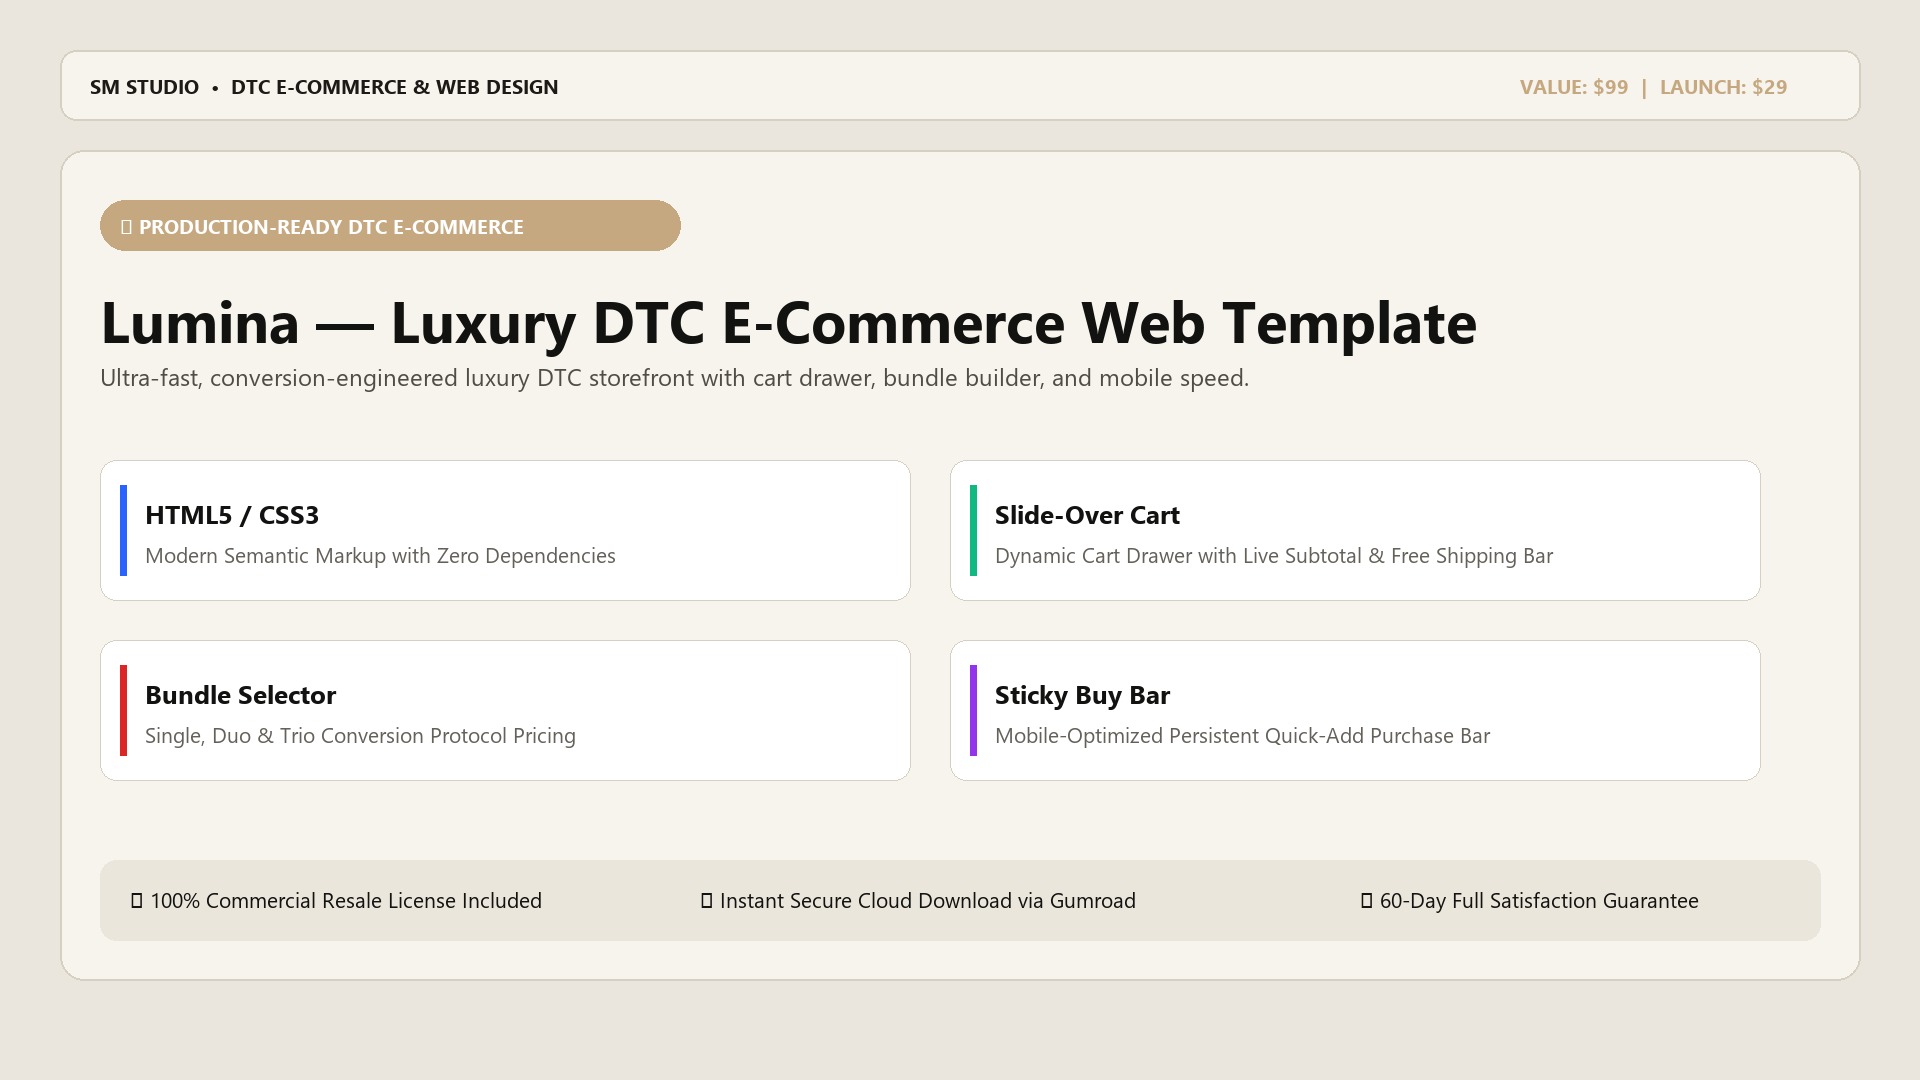 SM STUDIO • DTC E-COMMERCE & WEB DESIGN
VALUE: $99 | LAUNCH: $29
PRODUCTION-READY DTC E-COMMERCE
Lumina — Luxury DTC E-Commerce Web Template
Ultra-fast, conversion-engineered luxury DTC storefront with cart drawer, bundle builder, and mobile speed.
HTML5 / CSS3
Modern Semantic Markup with Zero Dependencies
Slide-Over Cart
Dynamic Cart Drawer with Live Subtotal & Free Shipping Bar
Bundle Selector
Single, Duo & Trio Conversion Protocol Pricing
Sticky Buy Bar
Mobile-Optimized Persistent Quick-Add Purchase Bar
100% Commercial Resale License Included
Instant Secure Cloud Download via Gumroad
60-Day Full Satisfaction Guarantee